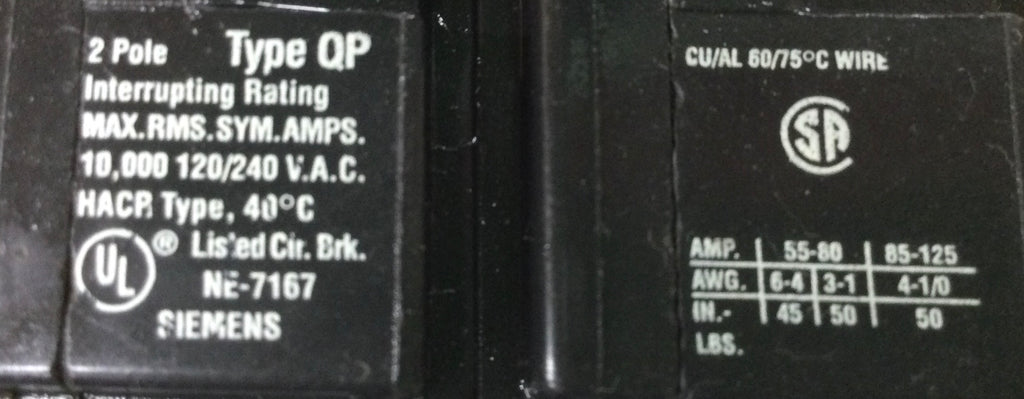 2 Pole Type QP
Interrupting Rating
MAX.RMS.SYM.AMPS.
10,000 120/240 V.A.C.
HACR Type, 40°C
UL ® Listed Cir. Brk.
NE-7167
SIEMENS
CU/AL 60/75°C WIRE
SA
AMP. 55-80 85-125
AWG. 6-4 3-1 4-1/0
IN.- 45 50 50
LBS.